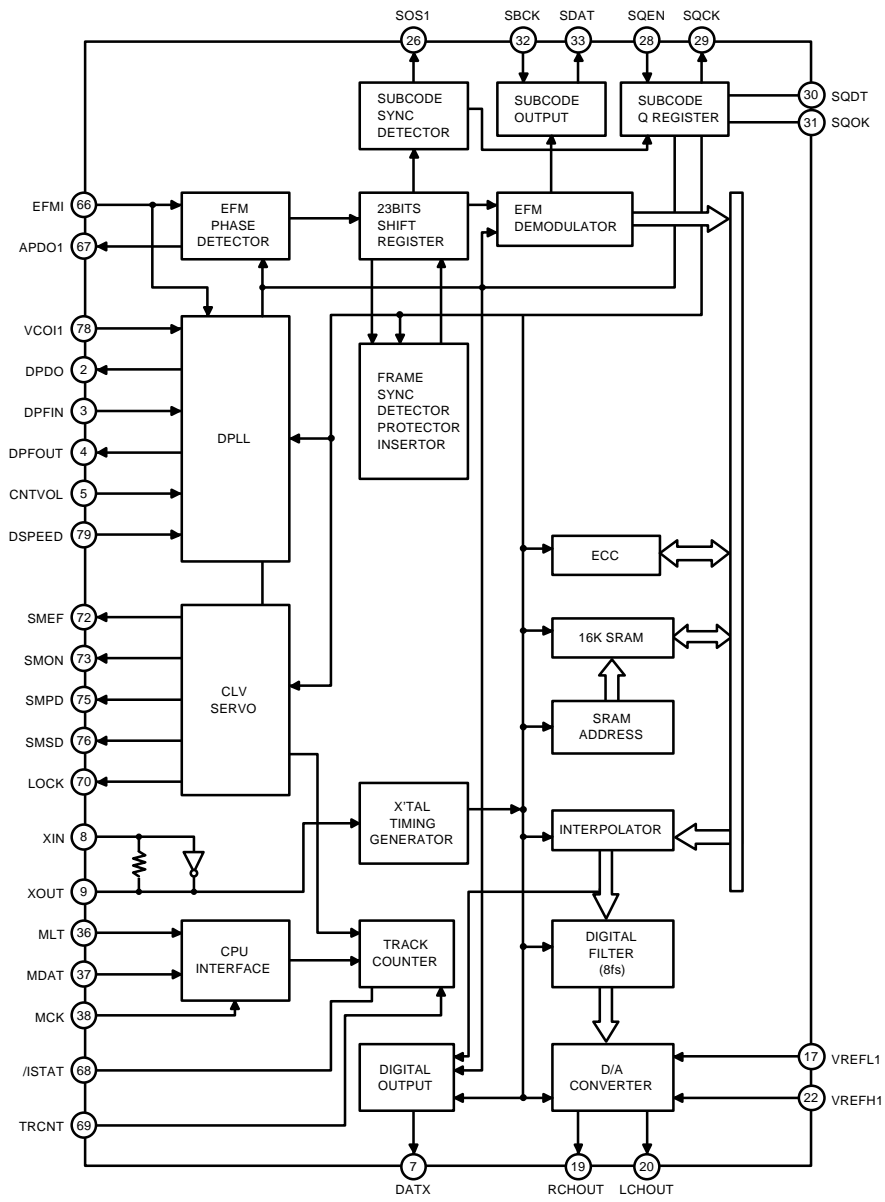 SOS1 SBCK SDAT SQEN SQCK
26 32 33 28 29
SUBCODE
SYNC
DETECTOR
SUBCODE
OUTPUT
SUBCODE
Q REGISTER
30 SQDT
31 SQOK
EFMI 66
APDO1 67
EFM
PHASE
DETECTOR
23BITS
SHIFT
REGISTER
EFM
DEMODULATOR
VCOI1 78
DPDO 2
DPFIN 3
DPFOUT 4
CNTVOL 5
DSPEED 79
DPLL
FRAME
SYNC
DETECTOR
PROTECTOR
INSERTOR
ECC
SMEF 72
SMON 73
SMPD 75
SMSD 76
LOCK 70
CLV
SERVO
16K SRAM
SRAM
ADDRESS
XIN 8
XOUT 9
X'TAL
TIMING
GENERATOR
INTERPOLATOR
MLT 36
MDAT 37
MCK 38
CPU
INTERFACE
TRACK
COUNTER
DIGITAL
FILTER
(8fs)
/ISTAT 68
TRCNT 69
DIGITAL
OUTPUT
D/A
CONVERTER
17 VREFL1
22 VREFH1
7 19 20
DATX RCHOUT LCHOUT